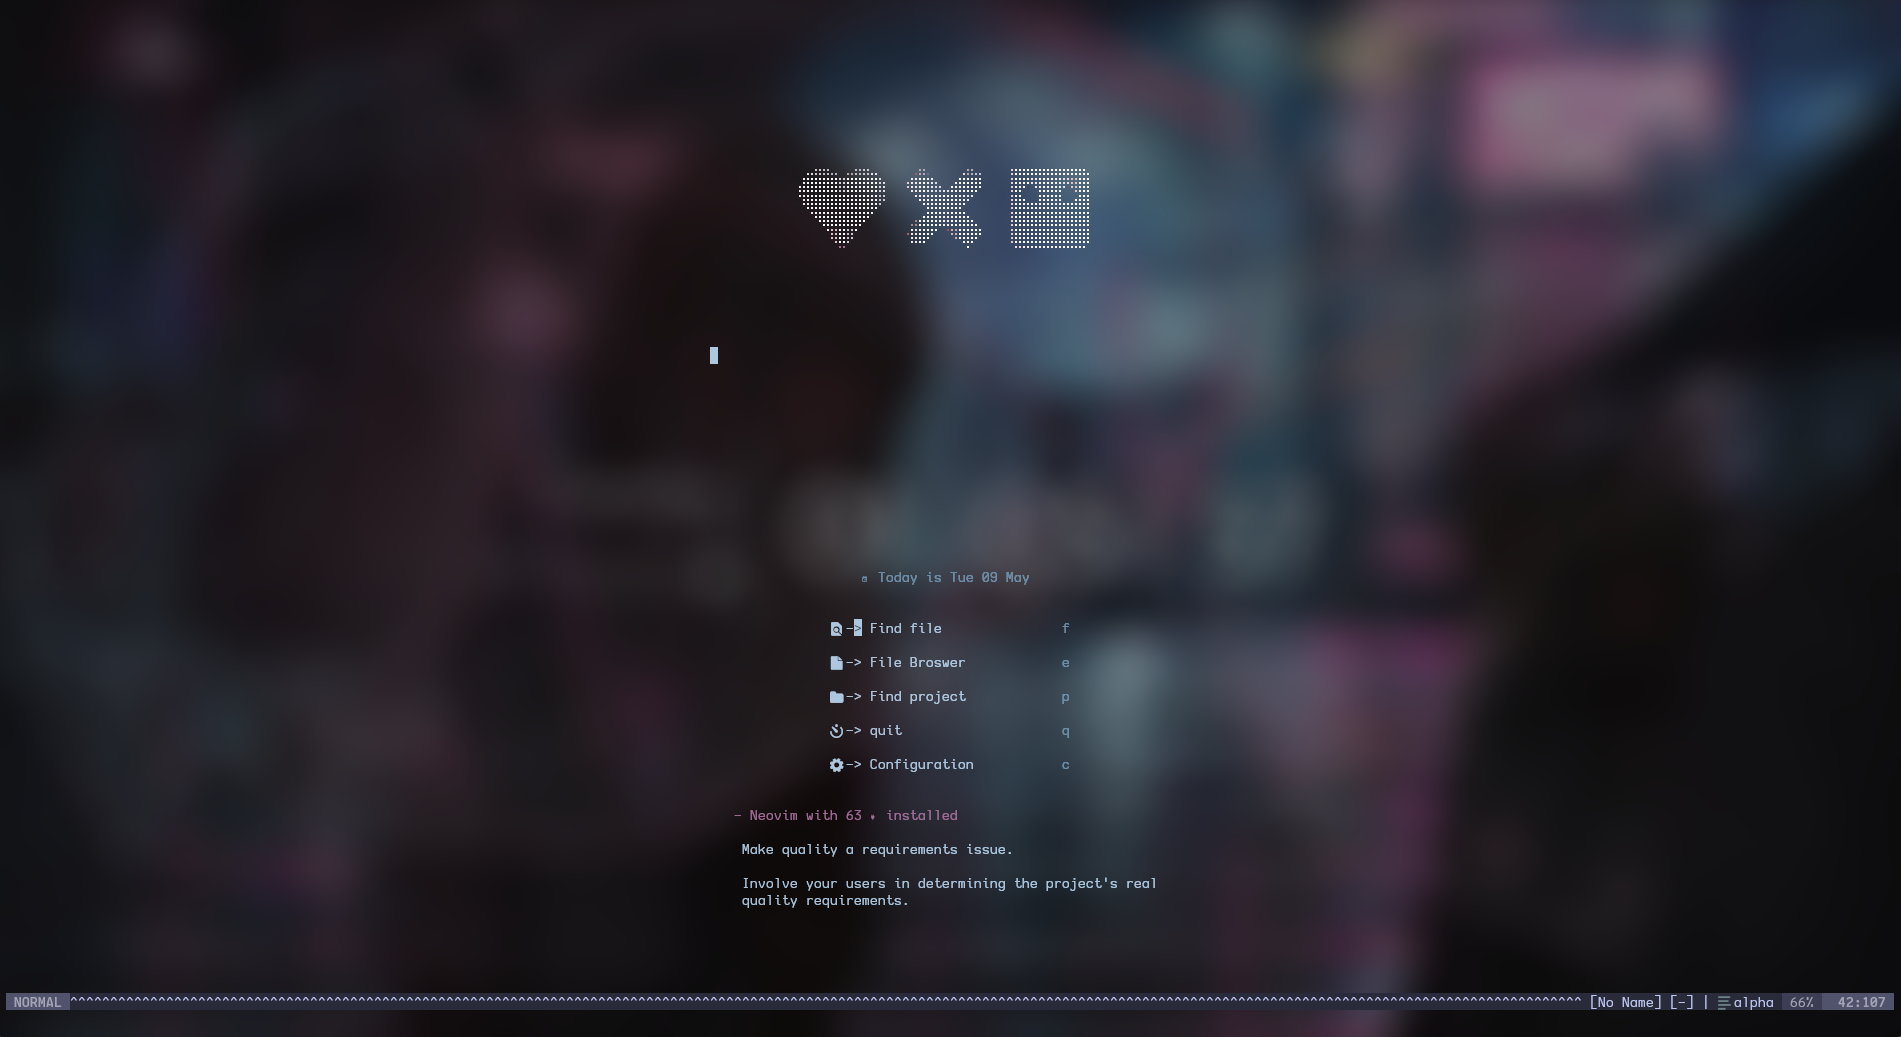 Today is Tue 09 May
-> Find file f
-> File Broswer e
-> Find project p
-> quit q
-> Configuration c
- Neovim with 63 installed
Make quality a requirements issue.
Involve your users in determining the project's real
quality requirements.
NORMAL ^^^^^^^^^^^^^^^^^^^^^^^^^^^^^^^^^^^^^^^^^^^^^^^^^^^^^^^^^^^^^^^^^^^^^^^^^^^^^^^^^^^^^^^^^^^^^^^^^^^^^^^^^^^^^^^^^^^^^^^^^^^^^^^^^^^^^^^^^^^^^^^^^^^^^^^^^^^^^^^^^^^^^^^^^^^^^^^^^^^^^^^^^ [No Name] [-] | alpha 66% 42:107